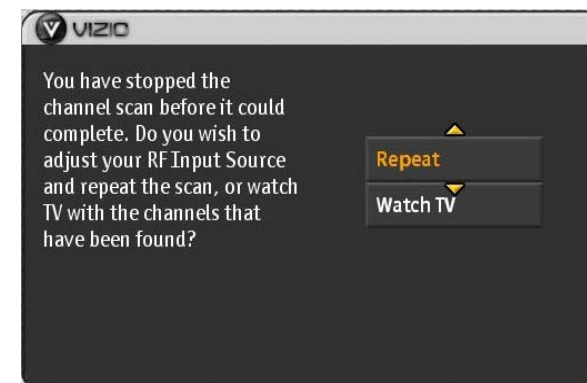 VIZIO
You have stopped the
channel scan before it could
complete. Do you wish to
adjust your RF Input Source
and repeat the scan, or watch
TV with the channels that
have been found?
Repeat
Watch TV